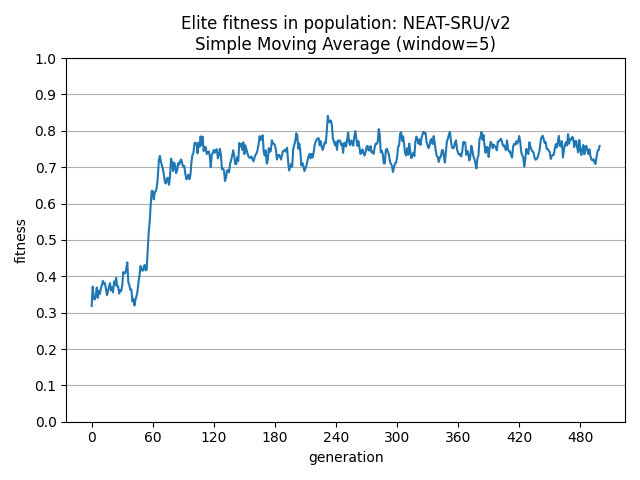 Elite fitness in population: NEAT-SRU/v2
Simple Moving Average (window=5)
1.0
0.9
0.8
0.7
0.6
0.5
0.4
0.3
0.2
0.1
0.0
fitness
0 60 120 180 240 300 360 420 480
generation